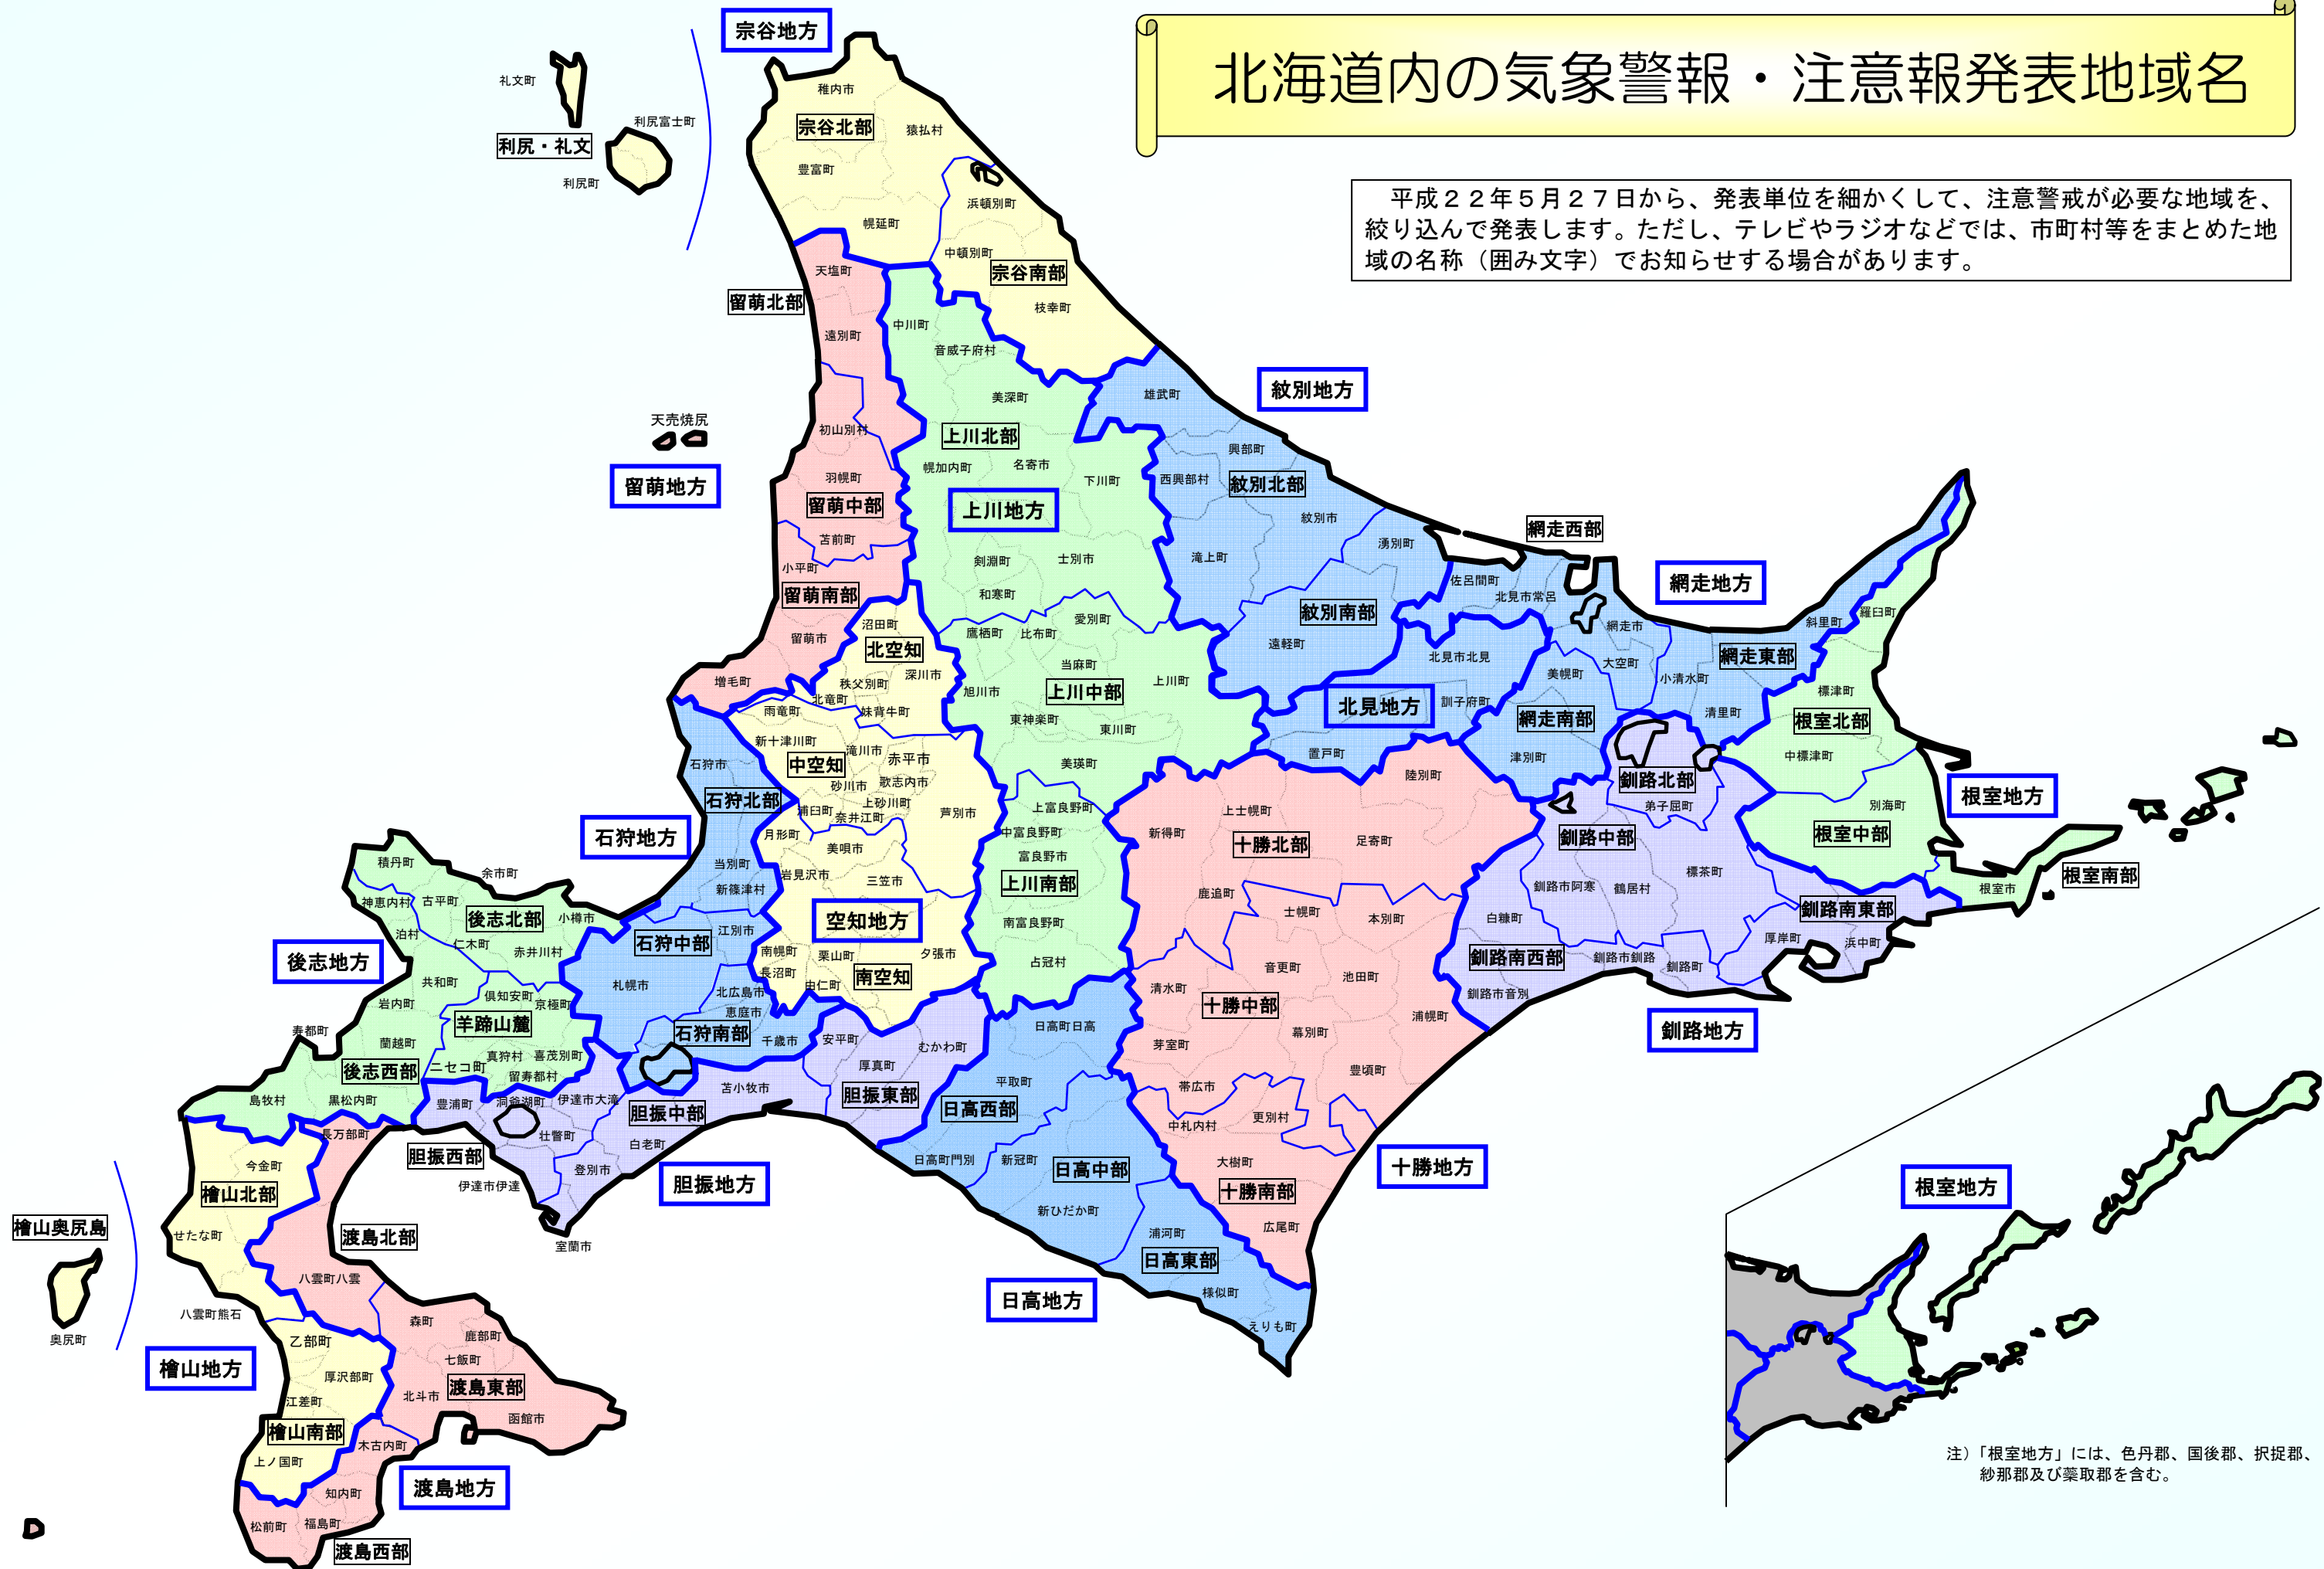 北海道内の気象警報・注意報発表地域名
平成２２年５月２７日から、発表単位を細かくして、注意警戒が必要な地域を、
絞り込んで発表します。ただし、テレビやラジオなどでは、市町村等をまとめた地
域の名称（囲み文字）でお知らせする場合があります。
宗谷地方
礼文町
利尻富士町
利尻・礼文
利尻町
稚内市
宗谷北部
猿払村
豊富町
浜頓別町
幌延町
中頓別町
宗谷南部
枝幸町
天塩町
留萌北部
遠別町
初山別村
天売焼尻
留萌地方
羽幌町
留萌中部
苫前町
小平町
留萌南部
留萌市
増毛町
中川町
音威子府村
美深町
上川北部
幌加内町
名寄市
下川町
上川地方
剣淵町
士別市
和寒町
愛別町
鷹栖町
比布町
当麻町
旭川市
上川中部
上川町
東神楽町
東川町
美瑛町
上富良野町
中富良野町
富良野市
上川南部
南富良野町
占冠村
紋別地方
雄武町
興部町
西興部村
紋別北部
紋別市
滝上町
湧別町
紋別南部
遠軽町
網走西部
網走地方
佐呂間町
北見市常呂
網走市
斜里町
羅臼町
北見市北見
美幌町
大空町
小清水町
網走東部
北見地方
訓子府町
網走南部
清里町
置戸町
津別町
標津町
根室北部
中標津町
根室地方
別海町
根室中部
根室市
根室南部
沼田町
北空知
深川市
秩父別町
北竜町
妹背牛町
雨竜町
新十津川町
滝川市
赤平市
中空知
砂川市
歌志内市
浦臼町
上砂川町
奈井江町
芦別市
月形町
美唄市
岩見沢市
三笠市
空知地方
南幌町
栗山町
夕張市
長沼町
南空知
由仁町
石狩市
石狩北部
石狩地方
当別町
新篠津村
石狩中部
江別市
札幌市
北広島市
恵庭市
石狩南部
千歳市
積丹町
余市町
神恵内村
古平町
後志北部
小樽市
泊村
仁木町
赤井川村
後志地方
共和町
岩内町
倶知安町
京極町
羊蹄山麓
寿都町
蘭越町
真狩村
喜茂別町
後志西部
ニセコ町
留寿都村
島牧村
黒松内町
釧路北部
弟子屈町
釧路中部
標茶町
釧路市阿寒
鶴居村
白糠町
釧路南東部
釧路南西部
厚岸町
浜中町
釧路市釧路
釧路町
釧路市音別
釧路地方
陸別町
上士幌町
新得町
十勝北部
足寄町
鹿追町
士幌町
本別町
音更町
池田町
清水町
十勝中部
浦幌町
幕別町
芽室町
豊頃町
帯広市
更別村
中札内村
大樹町
十勝南部
十勝地方
広尾町
安平町
むかわ町
厚真町
苫小牧市
胆振東部
豊浦町
洞爺湖町
伊達市大滝
胆振中部
壮瞥町
白老町
胆振西部
登別市
伊達市伊達
胆振地方
室蘭市
日高町日高
平取町
日高西部
日高町門別
新冠町
日高中部
新ひだか町
浦河町
日高東部
日高地方
様似町
えりも町
長万部町
今金町
檜山北部
檜山奥尻島
せたな町
渡島北部
八雲町八雲
奥尻町
八雲町熊石
森町
鹿部町
乙部町
檜山地方
七飯町
厚沢部町
渡島東部
江差町
北斗市
函館市
檜山南部
木古内町
上ノ国町
渡島地方
知内町
松前町
福島町
渡島西部
根室地方
注）「根室地方」には、色丹郡、国後郡、択捉郡、
紗那郡及び蘂取郡を含む。